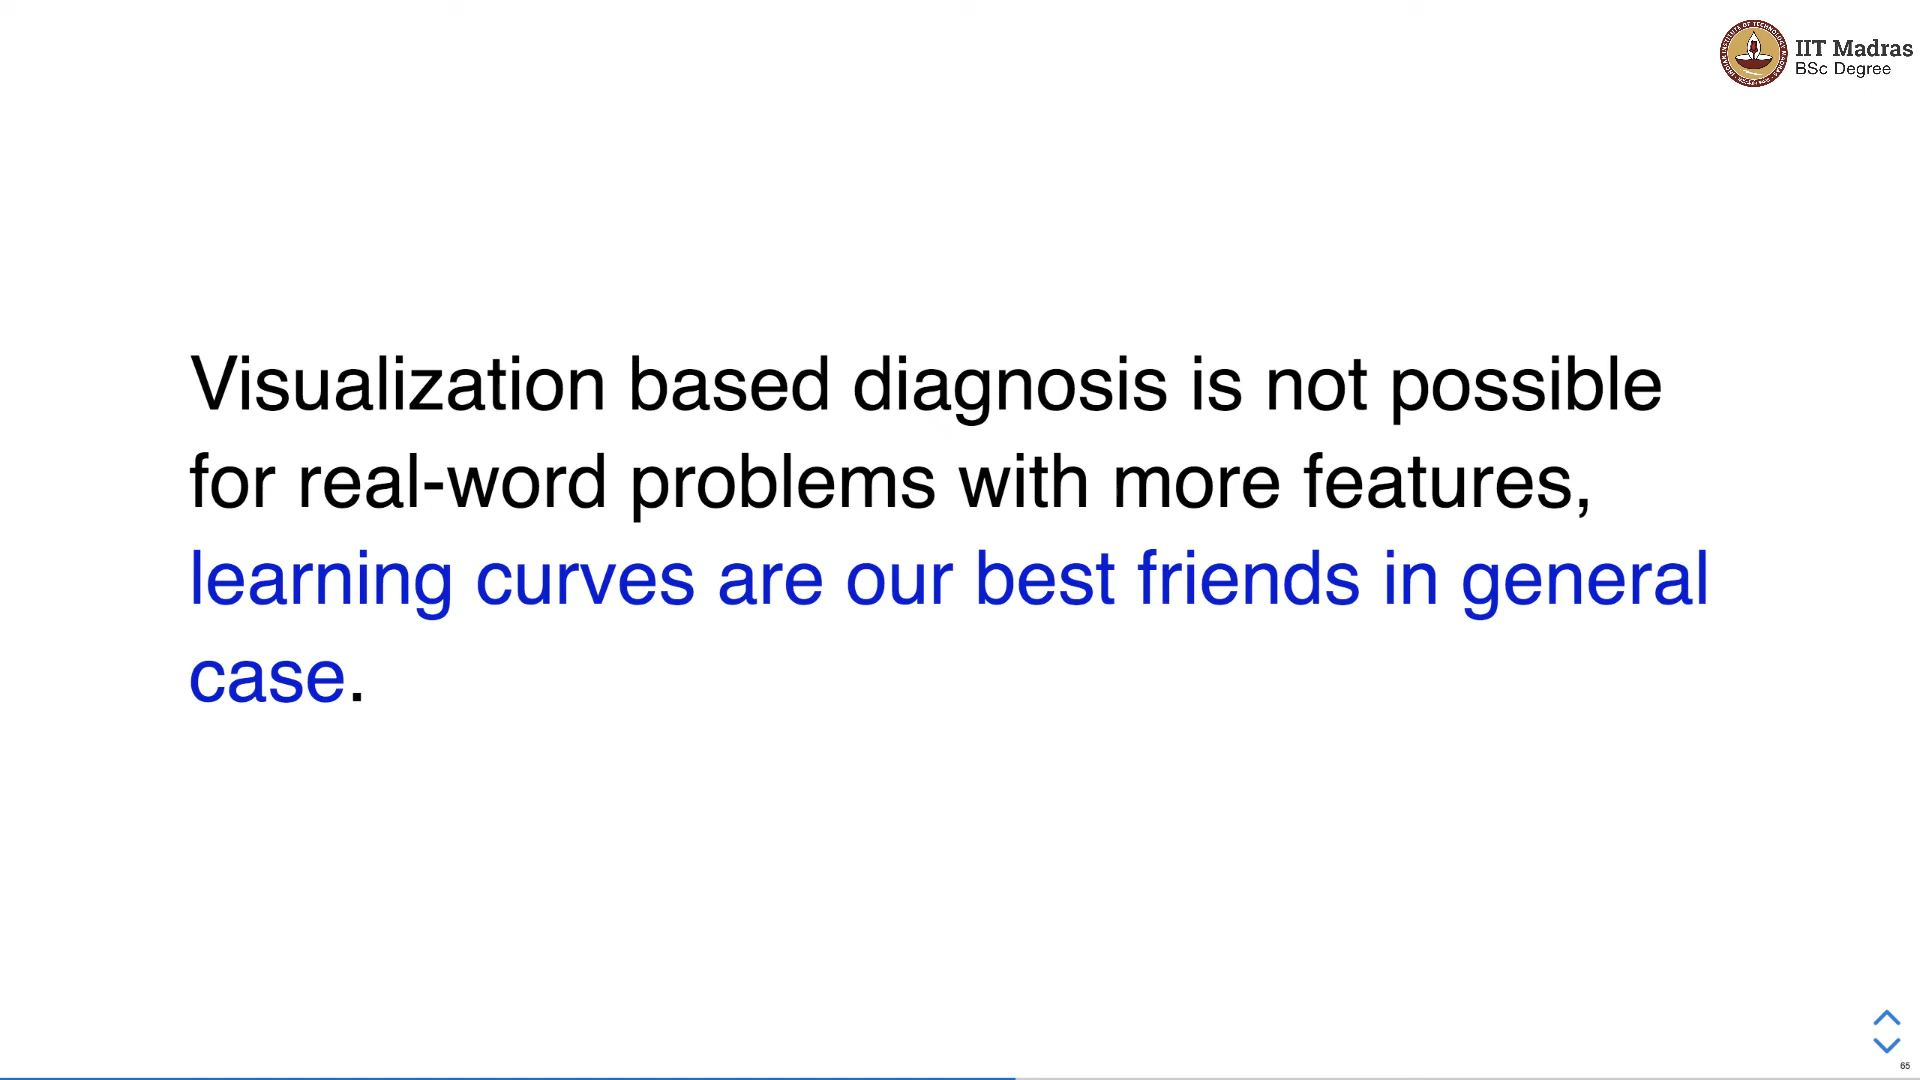 IIT Madras
BSc Degree
Visualization based diagnosis is not possible
for real-word problems with more features,
learning curves are our best friends in general
case.
65